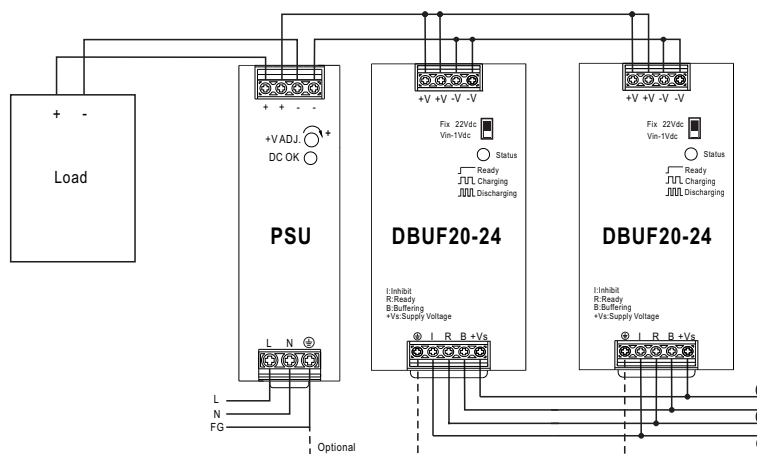 + -
Load
+ + - -
+V ADJ. +
DC OK
PSU
L N
L
N
FG
Optional
+V +V -V -V
Fix 22Vdc
Vin-1Vdc
Status
Ready
Charging
Discharging
DBUF20-24
I:Inhibit
R:Ready
B:Buffering
+Vs:Supply Voltage
I R B +Vs
+V +V -V -V
Fix 22Vdc
Vin-1Vdc
Status
Ready
Charging
Discharging
DBUF20-24
I:Inhibit
R:Ready
B:Buffering
+Vs:Supply Voltage
I R B +Vs